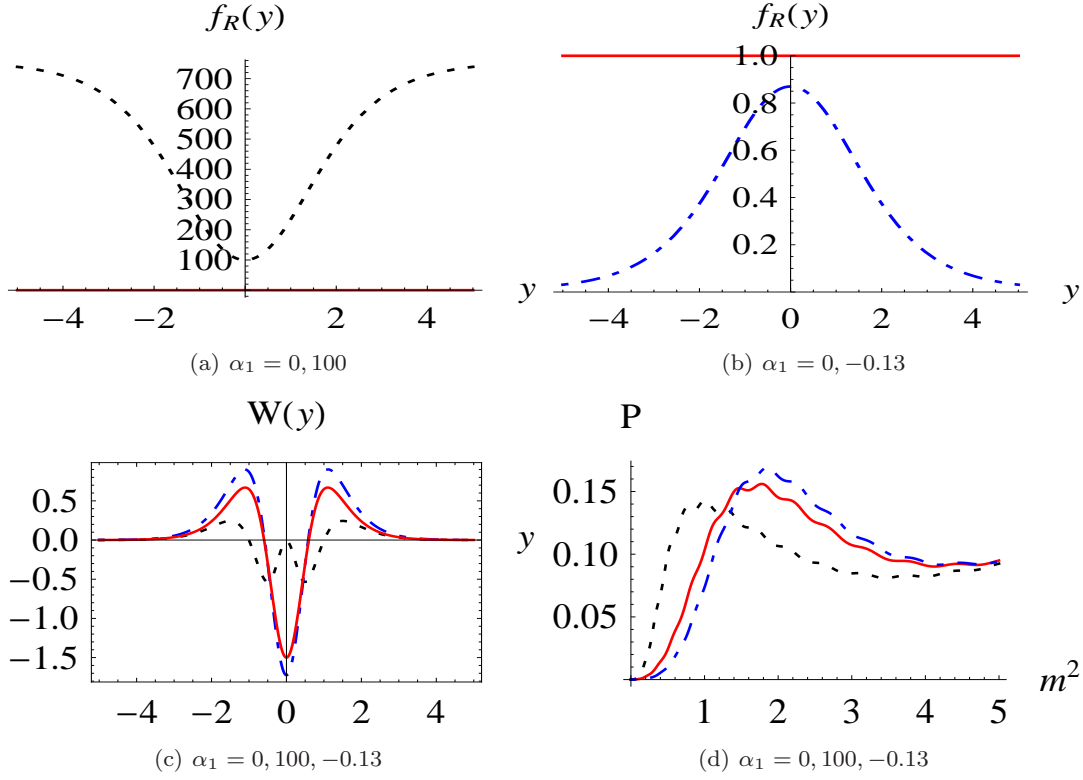 f_R(y)
700
600
500
400
300
200
100
−4 −2 2 4 y
(a) α₁ = 0, 100
f_R(y)
1.0
0.8
0.6
0.4
0.2
−4 −2 0 2 4 y
(b) α₁ = 0, −0.13
W(y)
0.5
0.0
−0.5
−1.0
−1.5
−4 −2 0 2 4
y
(c) α₁ = 0, 100, −0.13
P
0.15
0.10
0.05
1 2 3 4 5
m²
(d) α₁ = 0, 100, −0.13